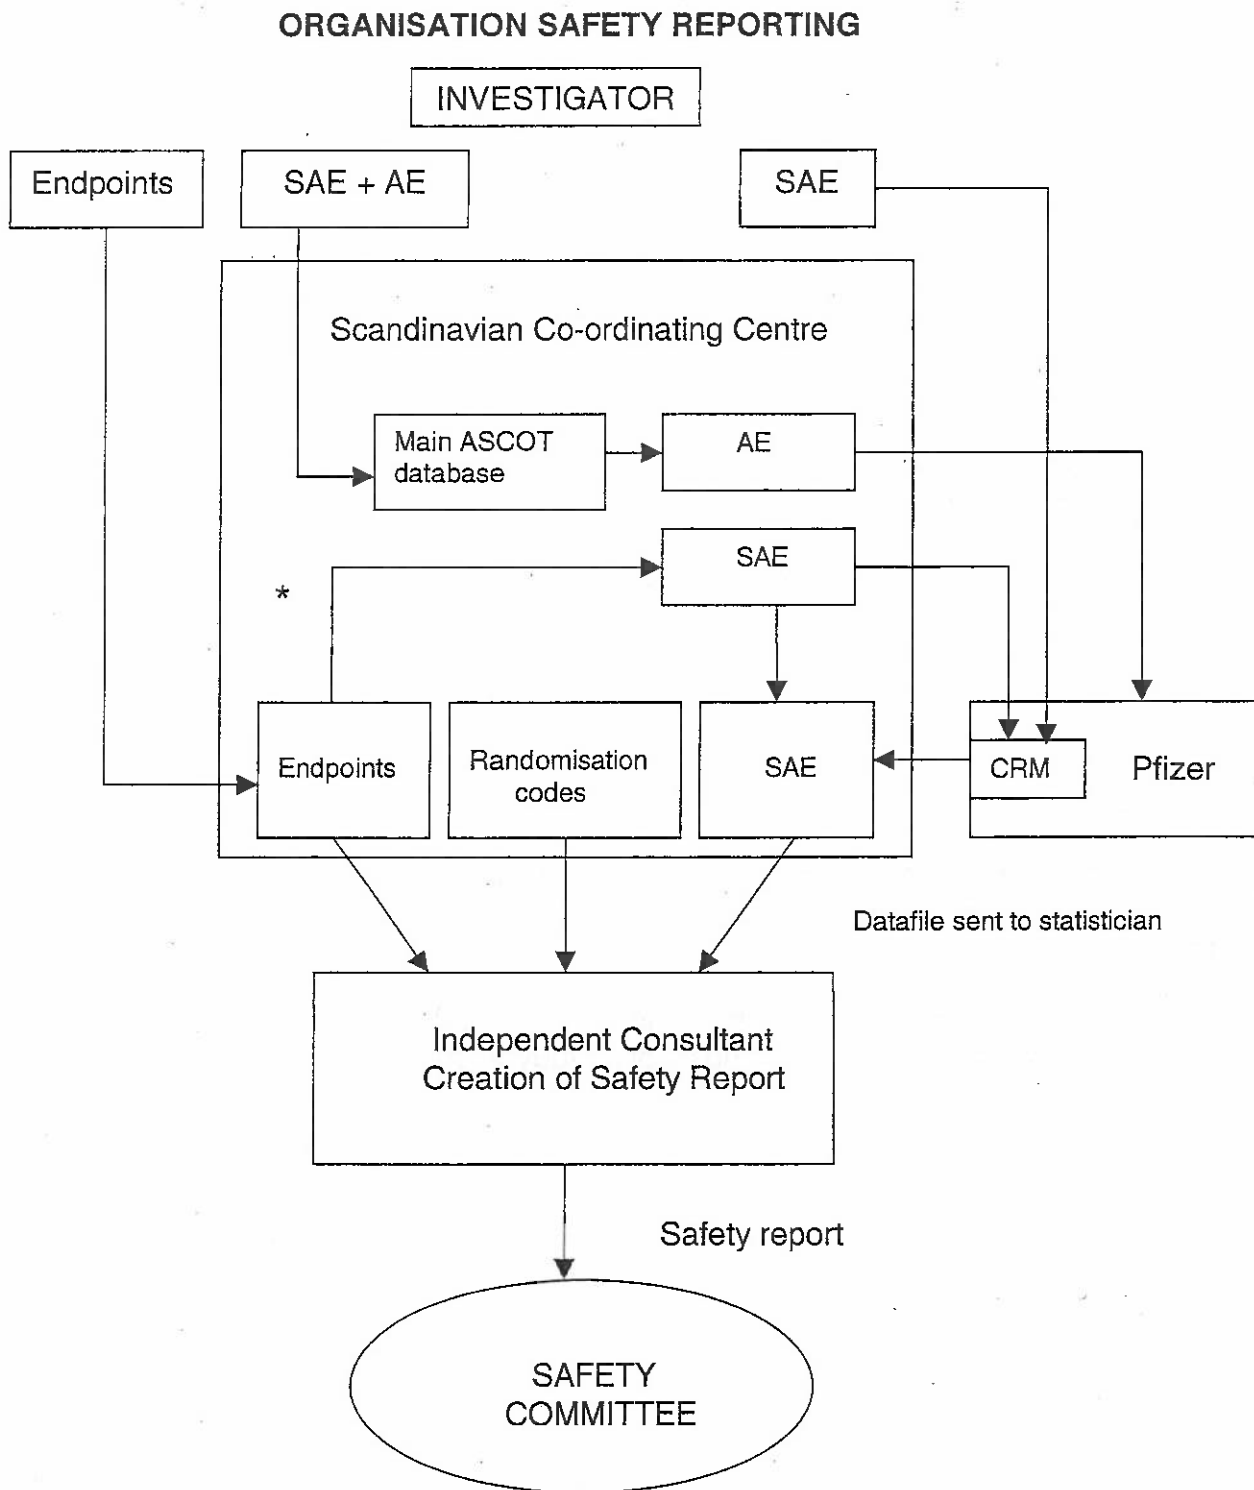 ORGANISATION SAFETY REPORTING
INVESTIGATOR
Endpoints
SAE + AE
SAE
Scandinavian Co-ordinating Centre
Main ASCOT
database
AE
SAE
*
Endpoints
Randomisation
codes
SAE
CRM
Pfizer
Datafile sent to statistician
Independent Consultant
Creation of Safety Report
Safety report
SAFETY
COMMITTEE